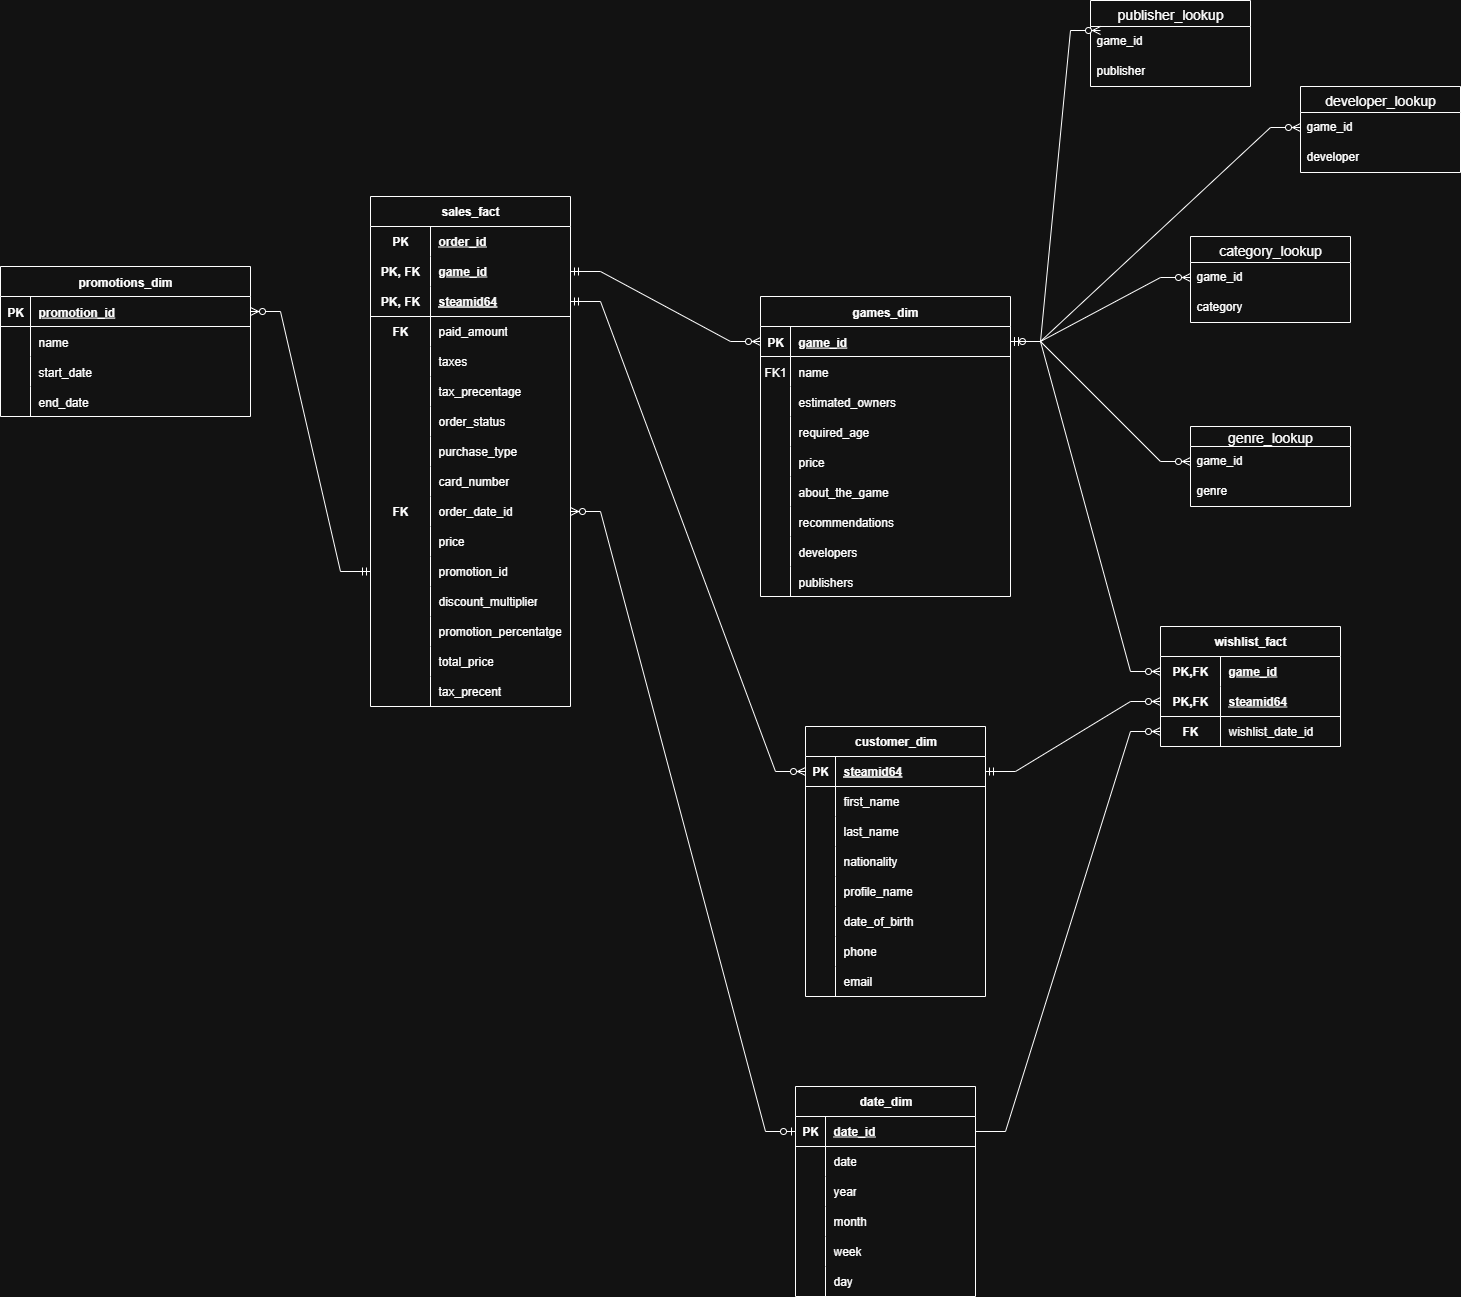 publisher_lookup
game_id
publisher
developer_lookup
game_id
developer
sales_fact
PK order_id
PK, FK game_id
PK, FK steamid64
FK paid_amount
taxes
tax_precentage
order_status
purchase_type
card_number
FK order_date_id
price
promotion_id
discount_multiplier
promotion_percentatge
total_price
tax_precent
category_lookup
game_id
category
promotions_dim
PK promotion_id
name
start_date
end_date
games_dim
PK game_id
FK1 name
estimated_owners
required_age
price
about_the_game
recommendations
developers
publishers
genre_lookup
game_id
genre
wishlist_fact
PK,FK game_id
PK,FK steamid64
FK wishlist_date_id
customer_dim
PK steamid64
first_name
last_name
nationality
profile_name
date_of_birth
phone
email
date_dim
PK date_id
date
year
month
week
day